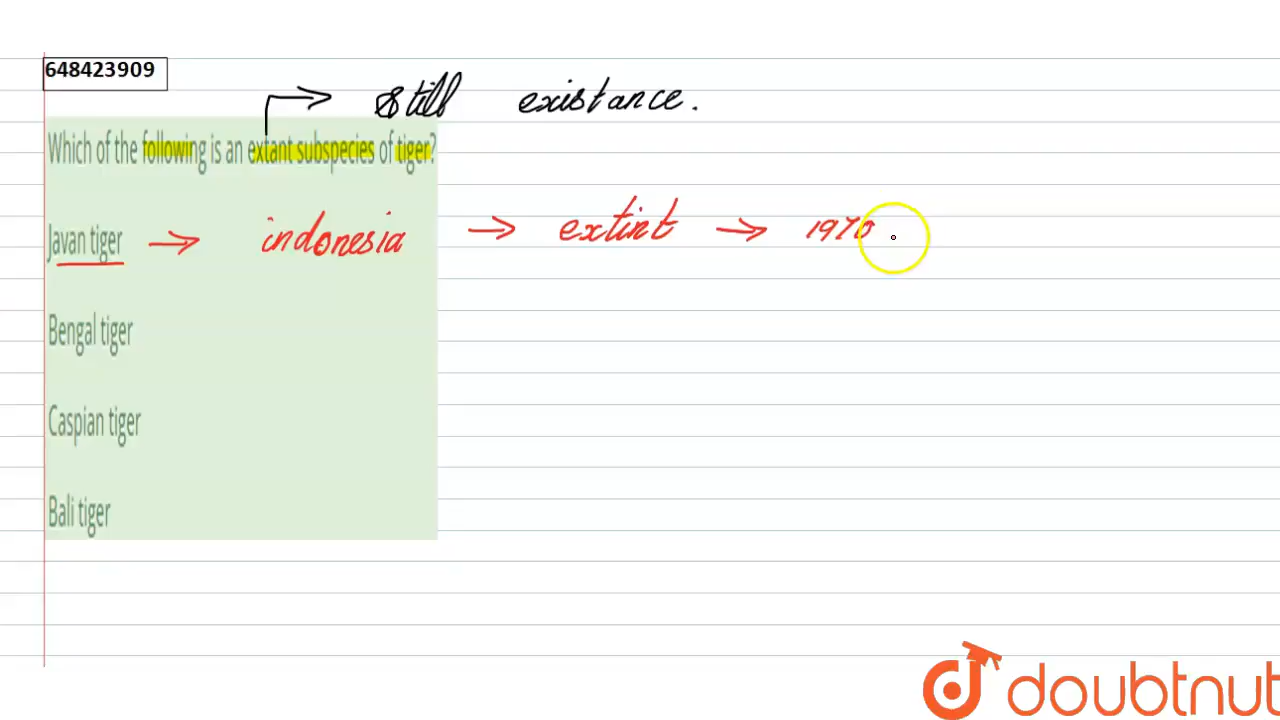 648423909
still existance.
Which of the following is an extant subspecies of tiger?
Javan tiger → indonesia → extint → 1970
Bengal tiger
Caspian tiger
Bali tiger
doubtnut